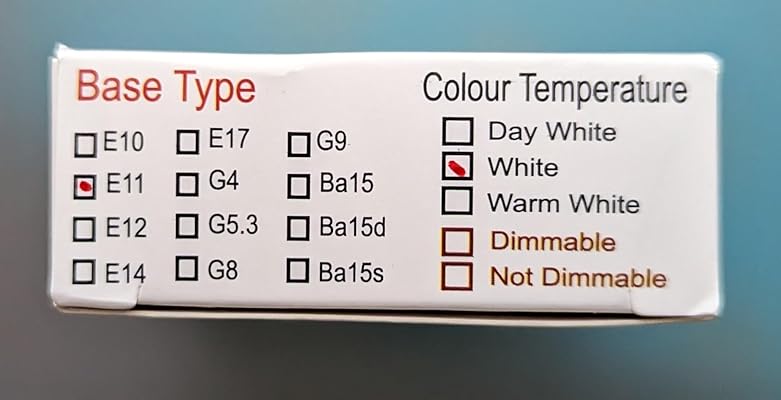 Base Type
E10
E11
E12
E14
E17
G4
G5.3
G8
G9
Ba15
Ba15d
Ba15s
Colour Temperature
Day White
White
Warm White
Dimmable
Not Dimmable